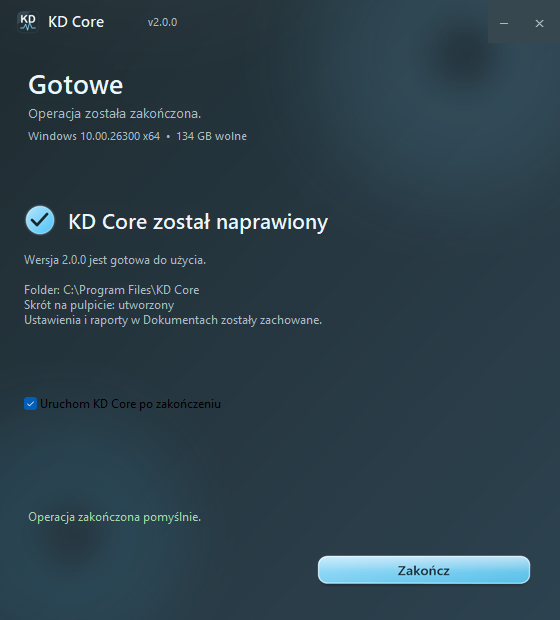 KD
KD Core v2.0.0
Gotowe
Operacja została zakończona.
Windows 10.00.26300 x64 • 134 GB wolne
KD Core został naprawiony
Wersja 2.0.0 jest gotowa do użycia.
Folder: C:\Program Files\KD Core
Skrót na pulpicie: utworzony
Ustawienia i raporty w Dokumentach zostały zachowane.
Uruchom KD Core po zakończeniu
Operacja zakończona pomyślnie.
Zakończ